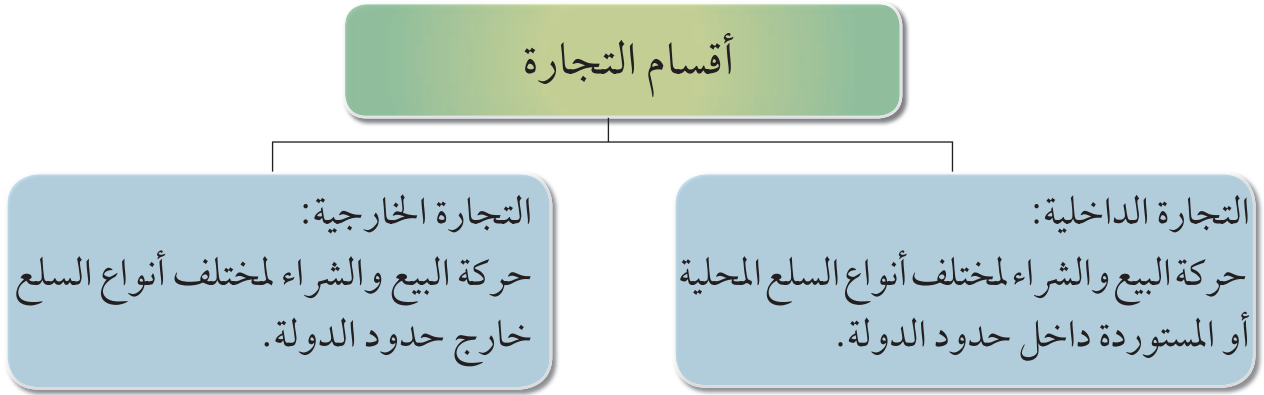 أقسام التجارة
التجارة الداخلية:
حركة البيع والشراء لمختلف أنواع السلع المحلية
أو المستوردة داخل حدود الدولة.
التجارة الخارجية:
حركة البيع والشراء لمختلف أنواع السلع
خارج حدود الدولة.